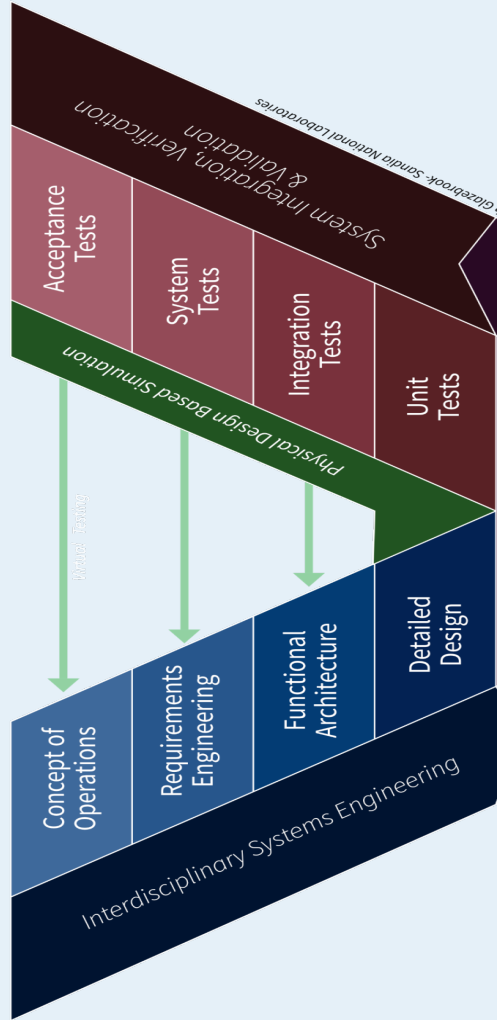 Concept of
Operations
Requirements
Engineering
Functional
Architecture
Detailed
Design
Interdisciplinary Systems Engineering
Acceptance
Tests
System
Tests
Integration
Tests
Unit
Tests
System Integration, Verification
& Validation
Physical Design Based Simulation
Testing
Glazebrook- Sandia National Laboratories